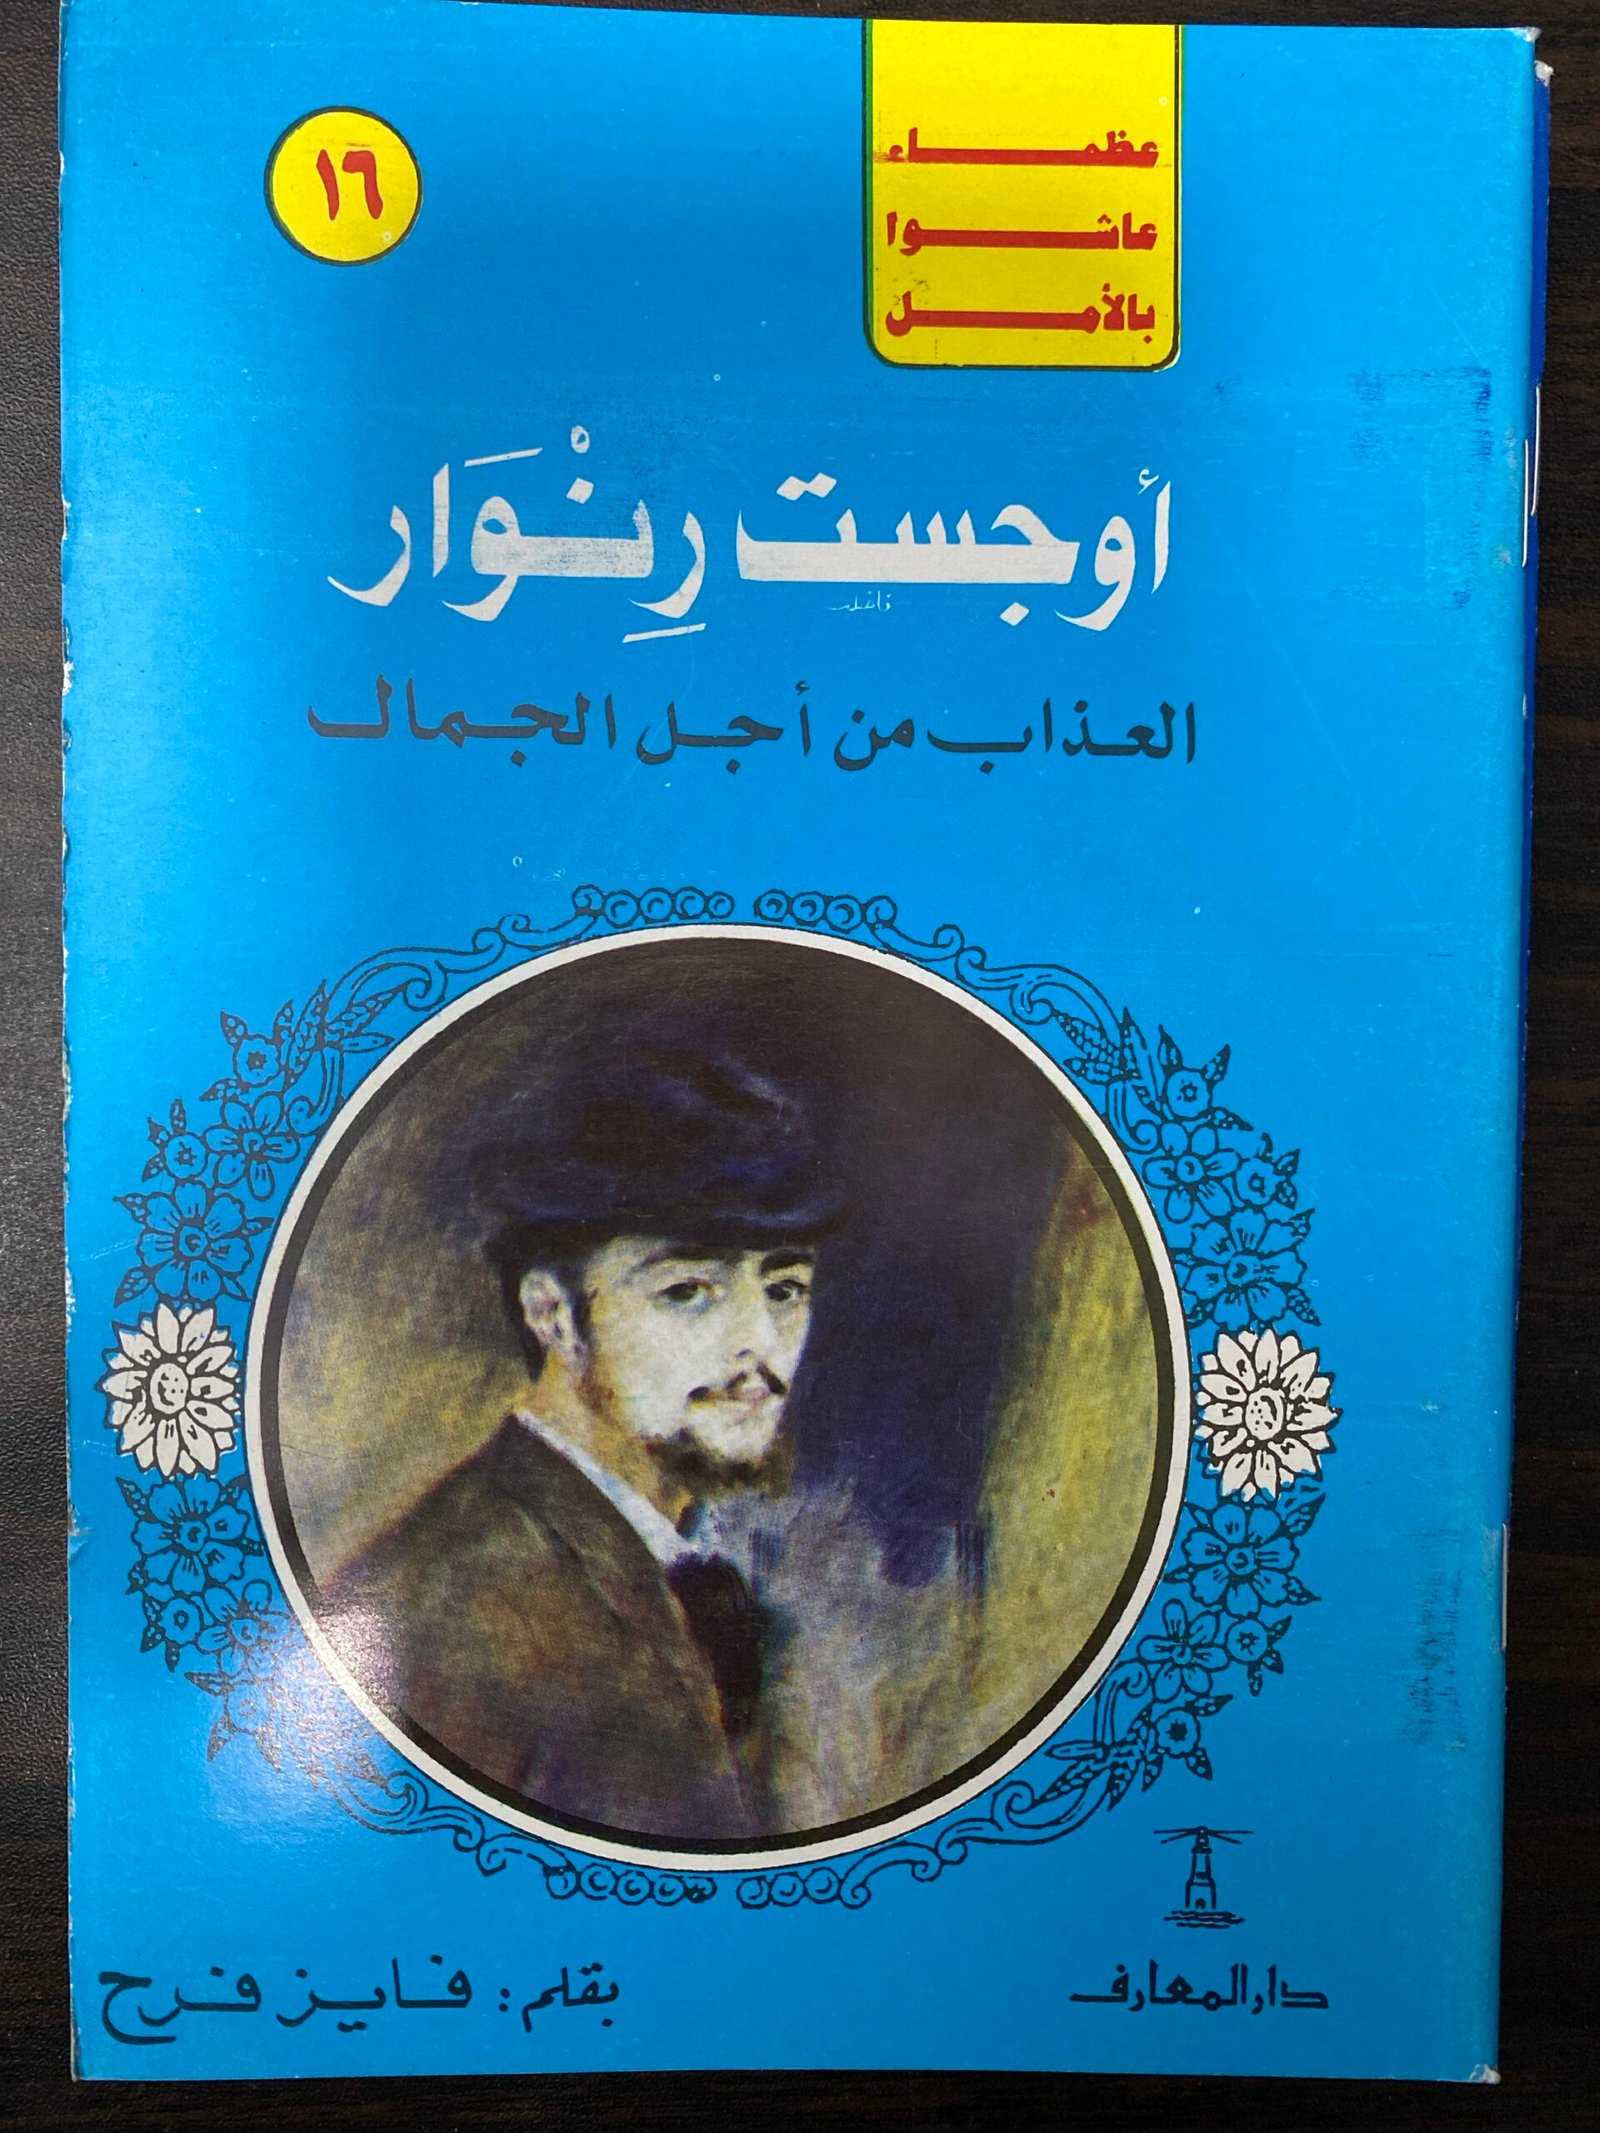 عظماء
عاشوا
بالأمل
١٦
أوجست رِنْوَار
العذاب من أجل الجمال
دار المعارف
بقلم: فايز فرح